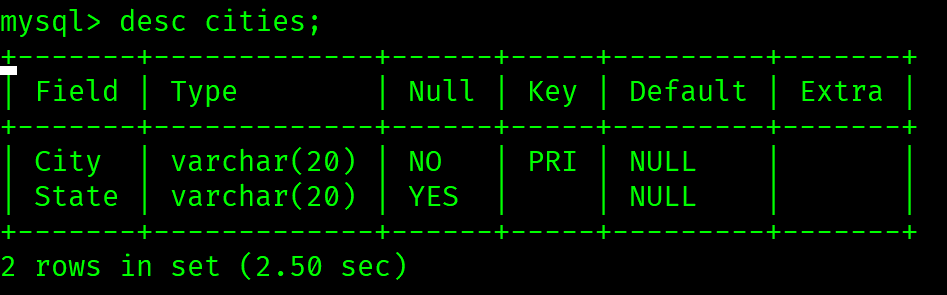 mysql> desc cities;
+-------+-------------+------+-----+---------+-------+
| Field | Type        | Null | Key | Default | Extra |
+-------+-------------+------+-----+---------+-------+
| City  | varchar(20) | NO   | PRI | NULL    |       |
| State | varchar(20) | YES  |     | NULL    |       |
+-------+-------------+------+-----+---------+-------+
2 rows in set (2.50 sec)